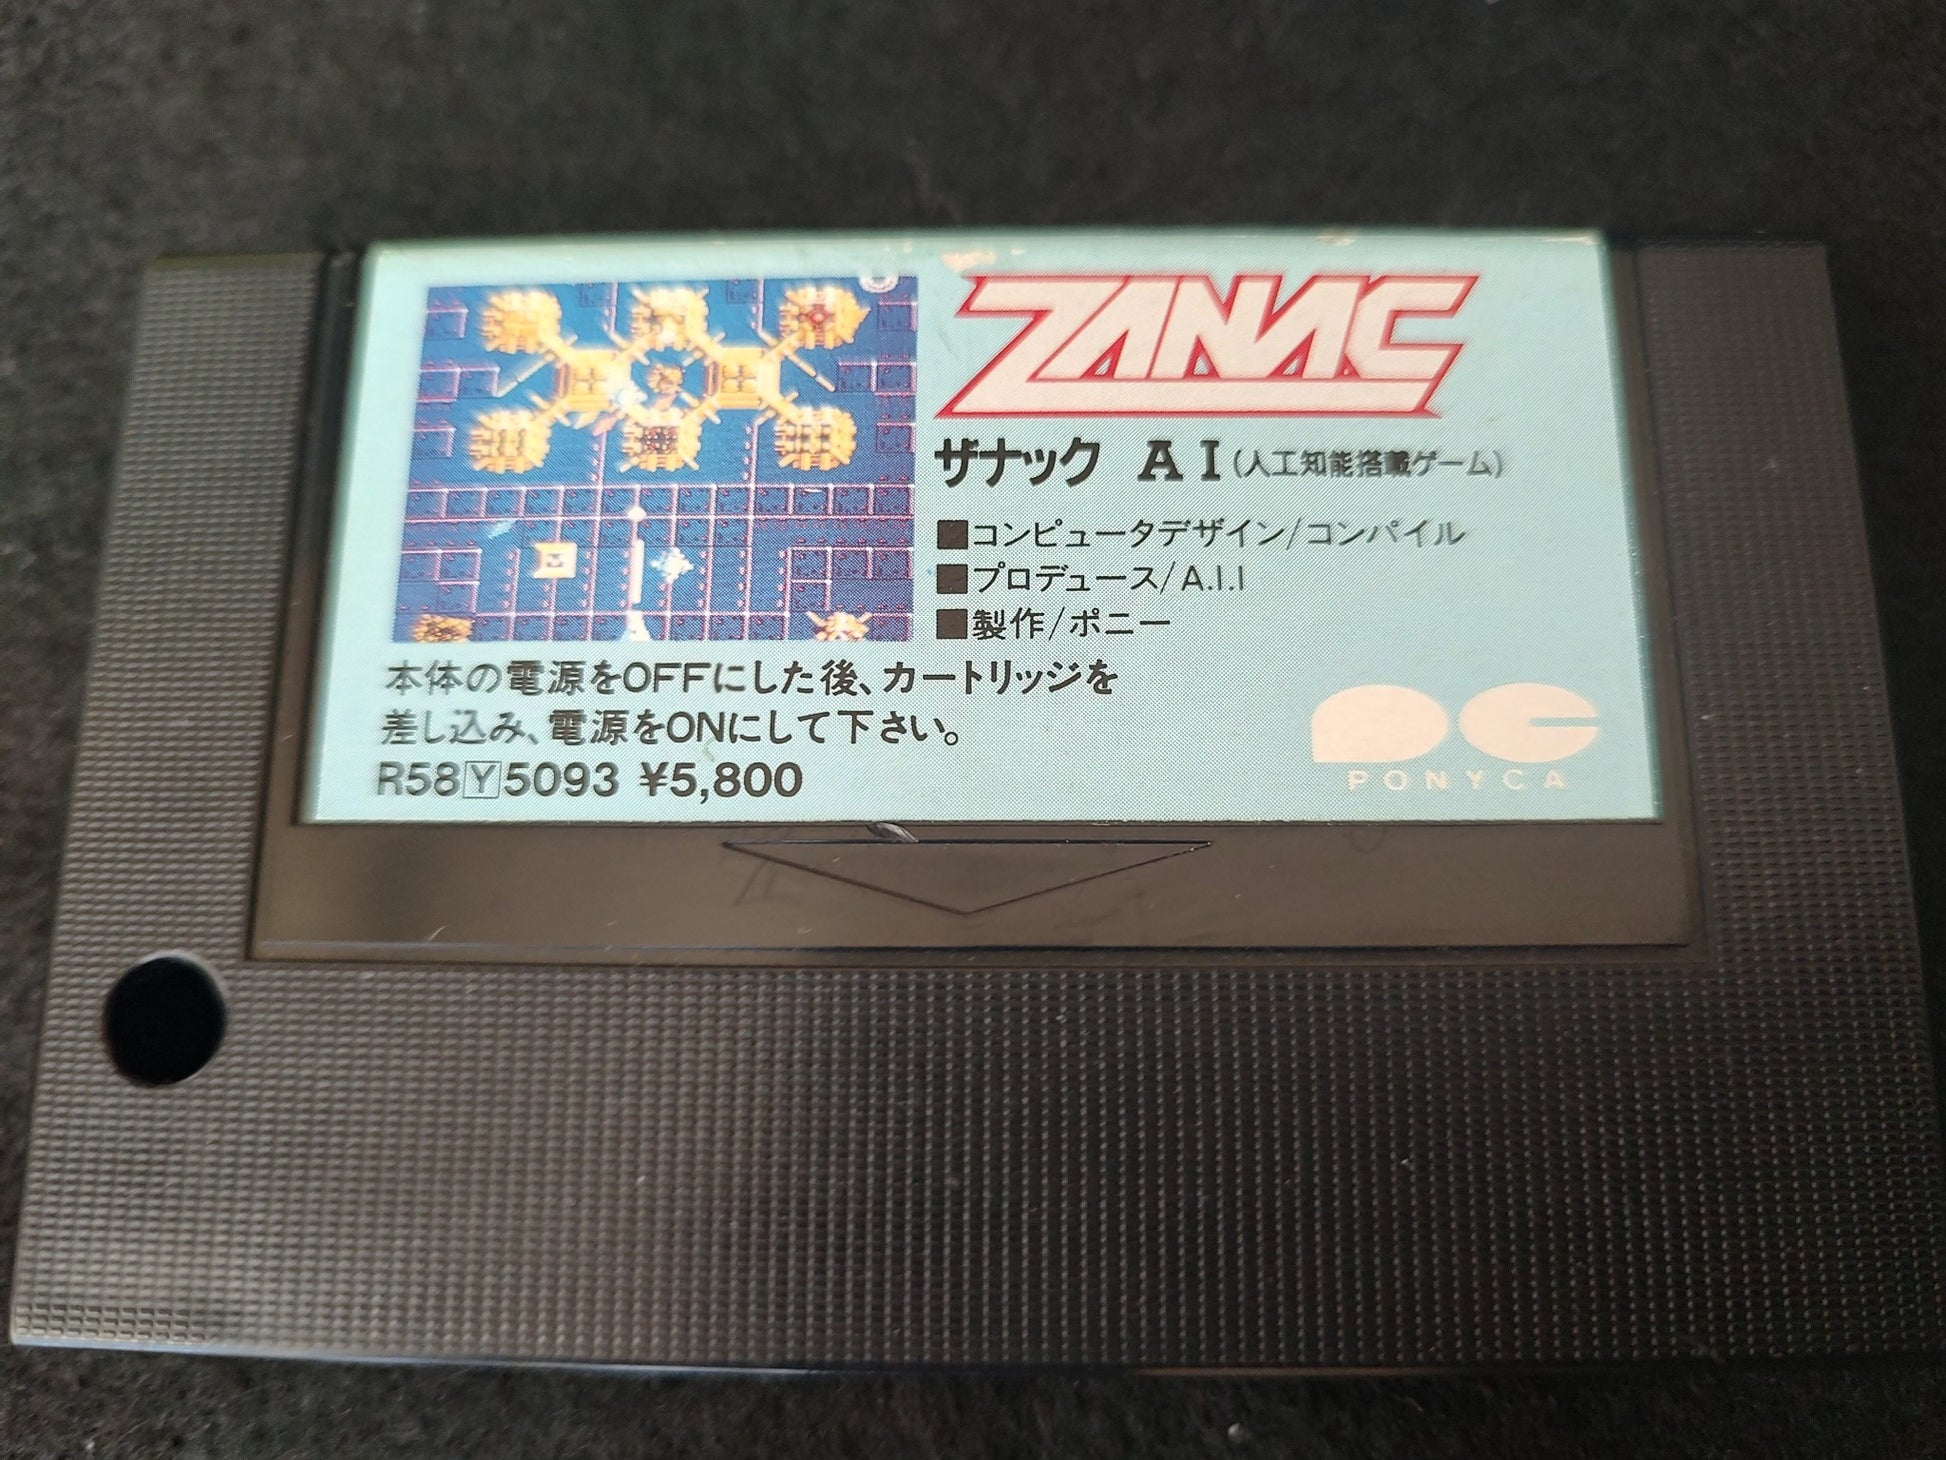 ZANAC
ザナック AI(人工知能搭載ゲーム)
■コンピュータデザイン/コンパイル
■プロデュース/A.I.I
■製作/ポニー
本体の電源をOFFにした後、カートリッジを
差し込み、電源をONにして下さい。
R58Y5093 ¥5,800
PC
PONYCA